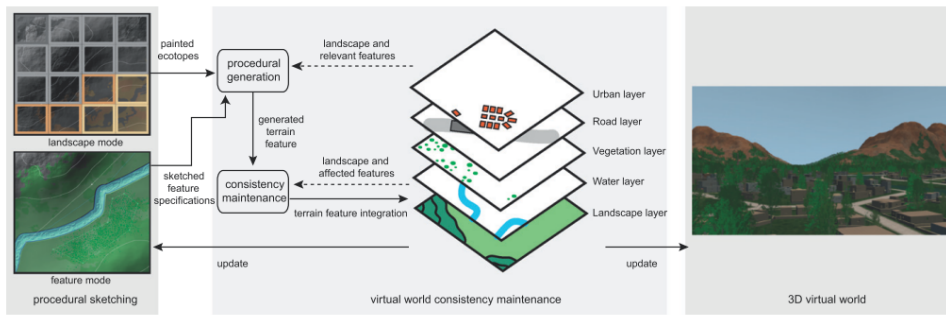 painted
ecotopes
landscape mode
sketched
feature
specifications
feature mode
procedural sketching
procedural
generation
landscape and
relevant features
generated
terrain
feature
landscape and
affected features
consistency
maintenance
terrain feature integration
Urban layer
Road layer
Vegetation layer
Water layer
Landscape layer
update
update
virtual world consistency maintenance
3D virtual world